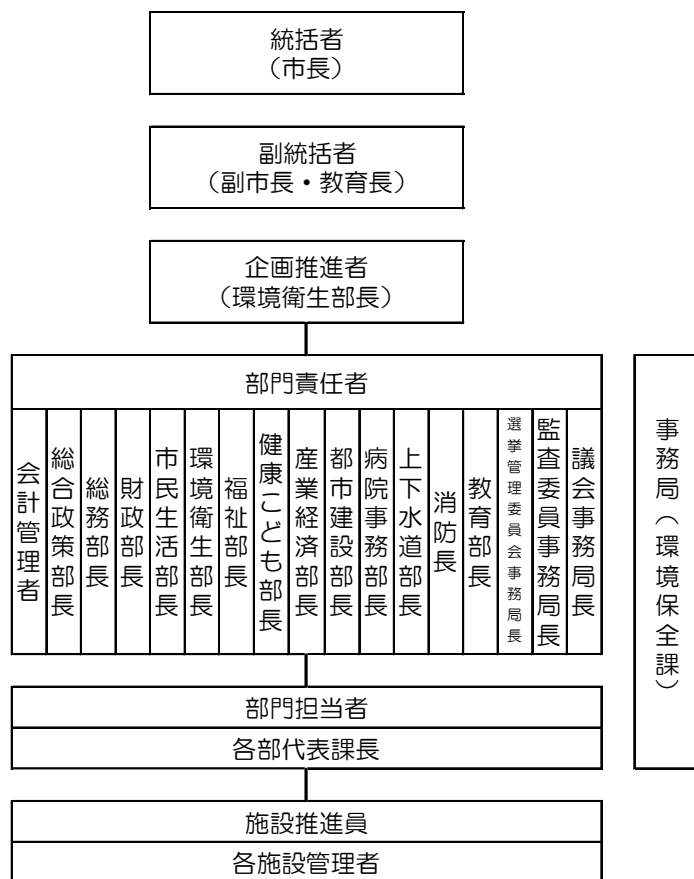 統括者
（市長）
副統括者
（副市長・教育長）
企画推進者
（環境衛生部長）
部門責任者
会計管理者
総合政策部長
総務部長
財政部長
市民生活部長
環境衛生部長
福祉部長
健康こども部長
産業経済部長
都市建設部長
病院事務部長
上下水道部長
消防長
教育部長
選挙管理委員会事務局長
監査委員事務局長
議会事務局長
事務局（環境保全課）
部門担当者
各部代表課長
施設推進員
各施設管理者